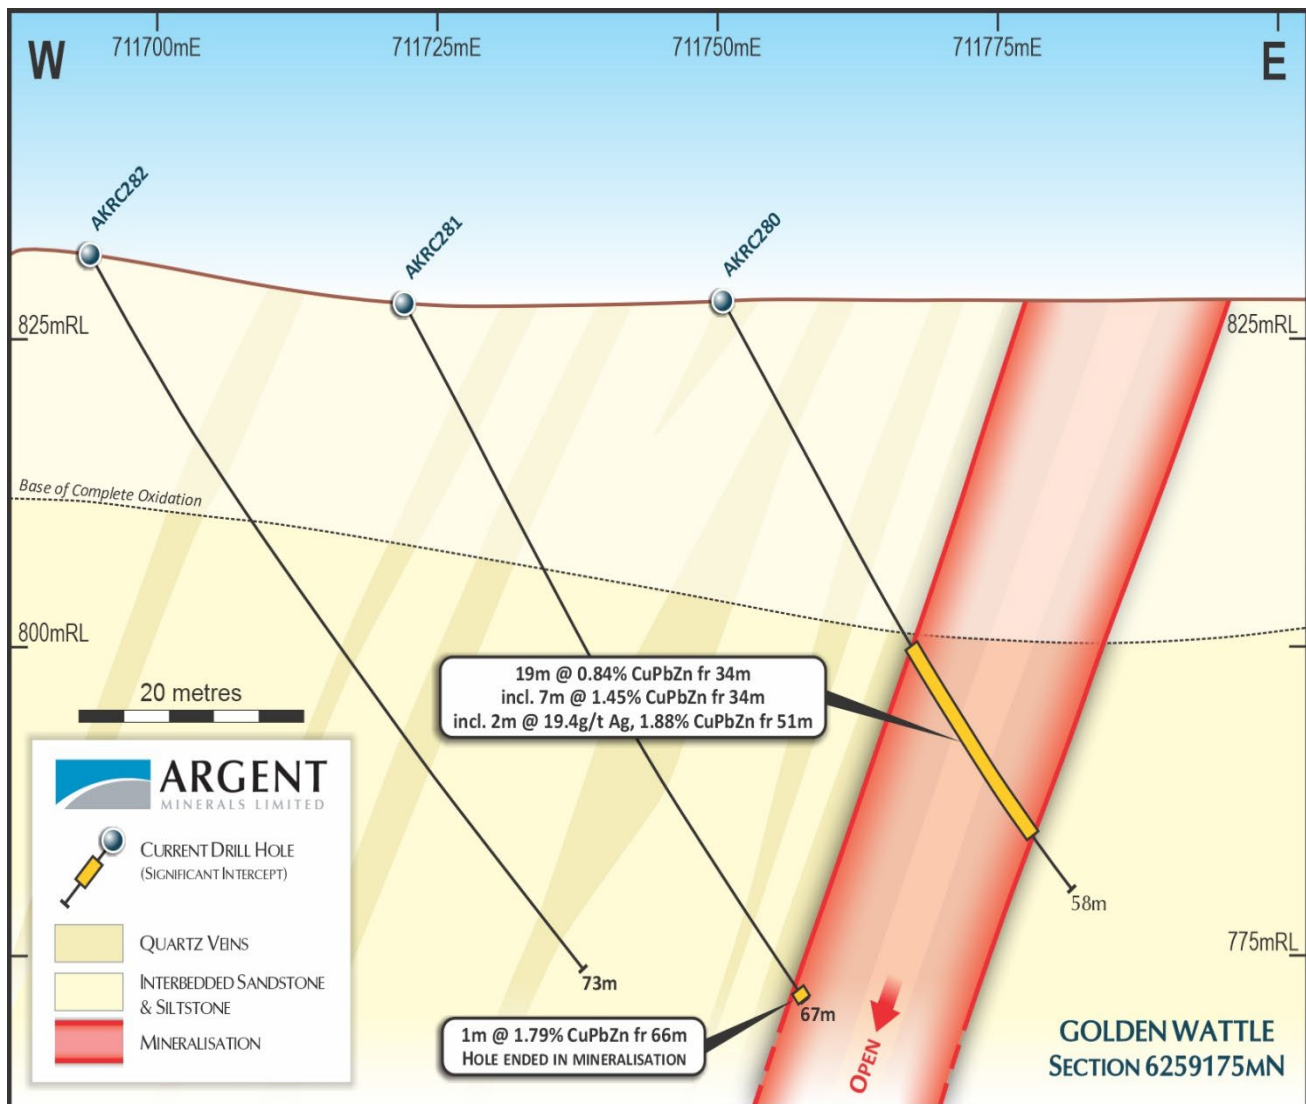 711700mE
711725mE
711750mE
711775mE
W
E
AKRC282
AKRC281
AKRC280
825mRL
825mRL
Base of Complete Oxidation
800mRL
19m @ 0.84% CuPbZn fr 34m
incl. 7m @ 1.45% CuPbZn fr 34m
incl. 2m @ 19.4g/t Ag, 1.88% CuPbZn fr 51m
20 metres
ARGENT
MINERALS LIMITED
CURRENT DRILL HOLE
(SIGNIFICANT INTERCEPT)
QUARTZ VEINS
INTERBEDDED SANDSTONE
& SILTSTONE
MINERALISATION
58m
775mRL
73m
67m
1m @ 1.79% CuPbZn fr 66m
HOLE ENDED IN MINERALISATION
OPEN
GOLDEN WATTLE
SECTION 6259175MN